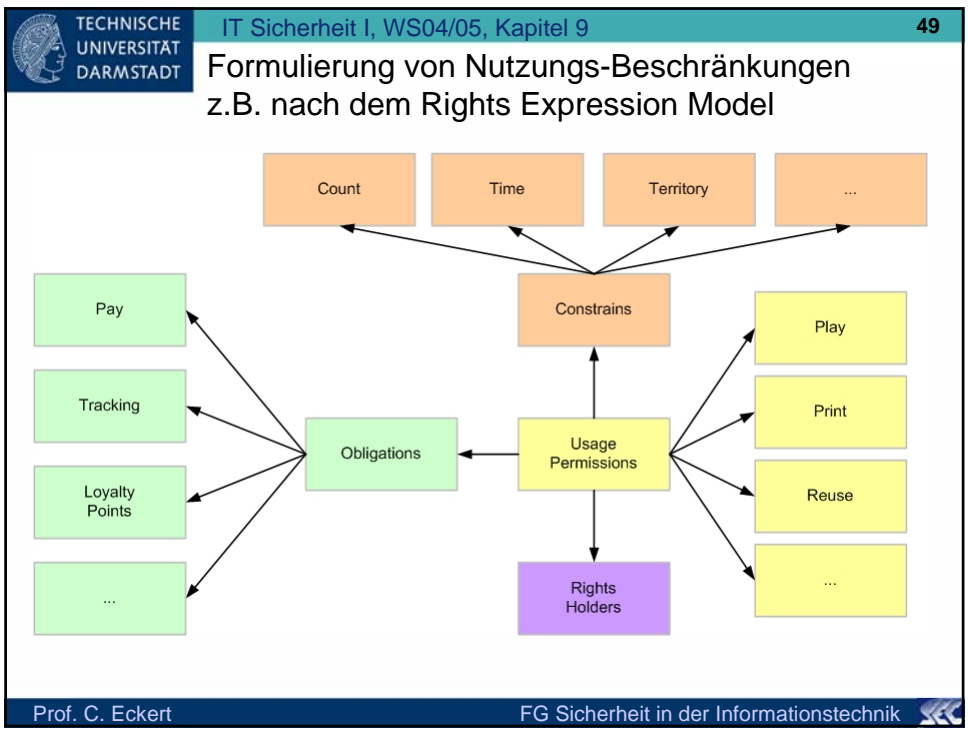 TECHNISCHE
UNIVERSITÄT
DARMSTADT
IT Sicherheit I, WS04/05, Kapitel 9
49
Formulierung von Nutzungs-Beschränkungen
z.B. nach dem Rights Expression Model
Count
Time
Territory
...
Constrains
Pay
Tracking
Loyalty
Points
...
Obligations
Usage
Permissions
Play
Print
Reuse
...
Rights
Holders
Prof. C. Eckert
FG Sicherheit in der Informationstechnik
SEC